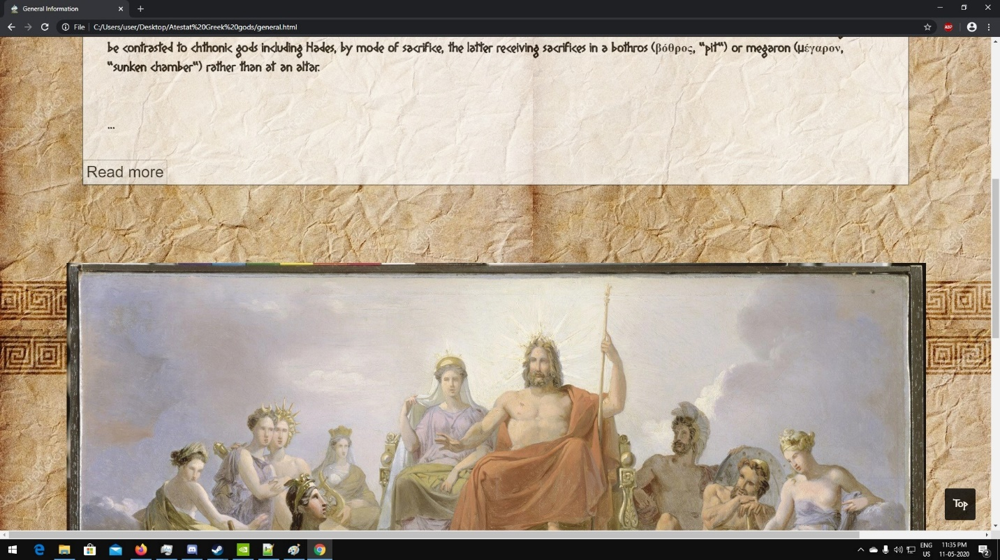 General Information
File
C:/Users/user/Desktop/Atestat%20Greek%20gods/general.html
ABP
be contrasted to chthonic gods including Hades, by mode of sacrifice, the latter receiving sacrifices in a bothros (βόθρος, "pit") or megaron (μέγαρον,
"sunken chamber") rather than at an altar.
...
Read more
Top
ENG
US
11:35 PM
11-05-2020
2